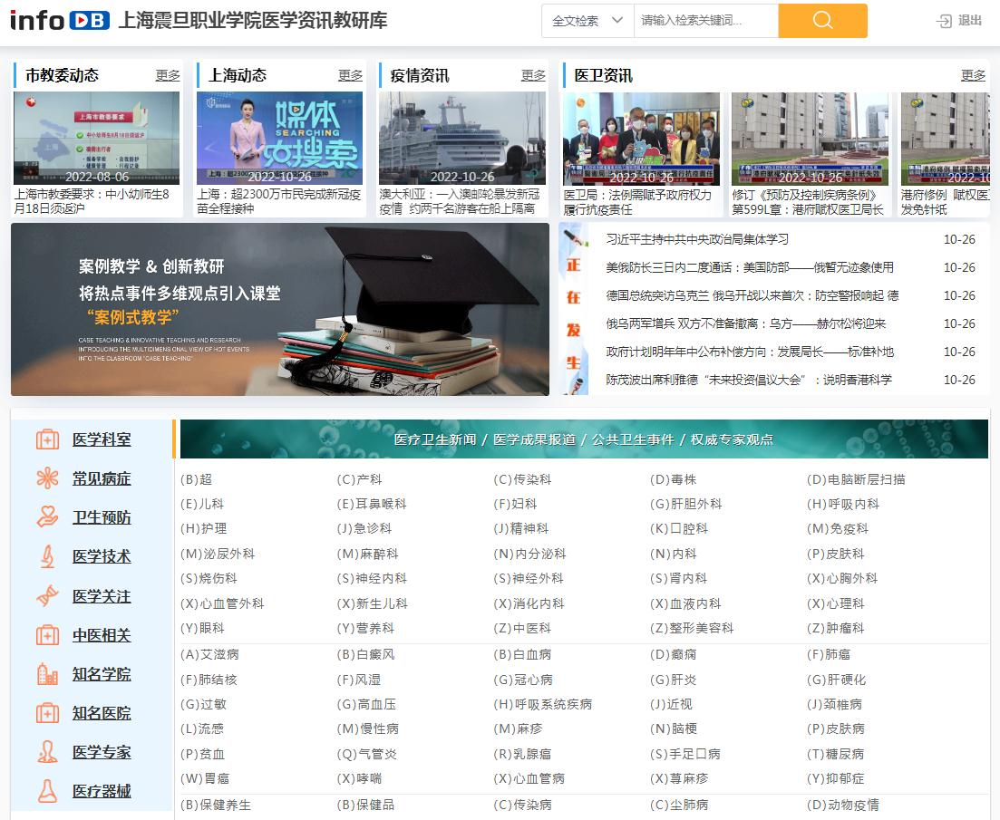 infoDB 上海震旦职业学院医学资讯教研库
全文检索
请输入检索关键词...
退出
市教委动态 更多
上海市教委要求
2022-08-06
上海市教委要求：中小幼师生8
月18日须返沪
上海动态 更多
媒体
SEARCHING
大搜索
2022-10-26
上海：超2300万市民完成新冠疫
苗全程接种
疫情资讯 更多
2022-10-26
澳大利亚：一入澳邮轮暴发新冠
疫情 约两千名游客在船上隔离
医卫资讯 更多
2022-10-26
医卫局：法例需赋予政府权力
履行抗疫责任
2022-10-26
修订《预防及控制疾病条例》
第599L章：港府赋权医卫局长
2022-10
港府修例 赋权医卫
发免针纸
案例教学 & 创新教研
将热点事件多维观点引入课堂
“案例式教学”
CASE TEACHING & INNOVATIVE TEACHING AND RESEARCH
INTRODUCING THE MULTIDIMENSIONAL VIEW OF HOT EVENTS
INTO THE CLASSROOM "CASE TEACHING"
正在发生
习近平主持中共中央政治局集体学习 10-26
美俄防长三日内二度通话：美国防部——俄暂无迹象使用 10-26
德国总统突访乌克兰 俄乌开战以来首次：防空警报响起 德 10-26
俄乌两军增兵 双方不准备撤离：乌方——赫尔松将迎来 10-26
政府计划明年年中公布补偿方向：发展局长——标准补地 10-26
陈茂波出席利雅德“未来投资倡议大会”：说明香港科学 10-26
医学科室
常见病症
卫生预防
医学技术
医学关注
中医相关
知名学院
知名医院
医学专家
医疗器械
医疗卫生新闻 / 医学成果报道 / 公共卫生事件 / 权威专家观点
(B)超 (C)产科 (C)传染科 (D)毒株 (D)电脑断层扫描
(E)儿科 (E)耳鼻喉科 (F)妇科 (G)肝胆外科 (H)呼吸内科
(H)护理 (J)急诊科 (J)精神科 (K)口腔科 (M)免疫科
(M)泌尿外科 (M)麻醉科 (N)内分泌科 (N)内科 (P)皮肤科
(S)烧伤科 (S)神经内科 (S)神经外科 (S)肾内科 (X)心胸外科
(X)心血管外科 (X)新生儿科 (X)消化内科 (X)血液内科 (X)心理科
(Y)眼科 (Y)营养科 (Z)中医科 (Z)整形美容科 (Z)肿瘤科
(A)艾滋病 (B)白癜风 (B)白血病 (D)癫痫 (F)肺癌
(F)肺结核 (F)风湿 (G)冠心病 (G)肝炎 (G)肝硬化
(G)过敏 (G)高血压 (H)呼吸系统疾病 (J)近视 (J)颈椎病
(L)流感 (M)慢性病 (M)麻疹 (N)脑梗 (P)皮肤病
(P)贫血 (Q)气管炎 (R)乳腺癌 (S)手足口病 (T)糖尿病
(W)胃癌 (X)哮喘 (X)心血管病 (X)荨麻疹 (Y)抑郁症
(B)保健养生 (B)保健品 (C)传染病 (C)尘肺病 (D)动物疫情